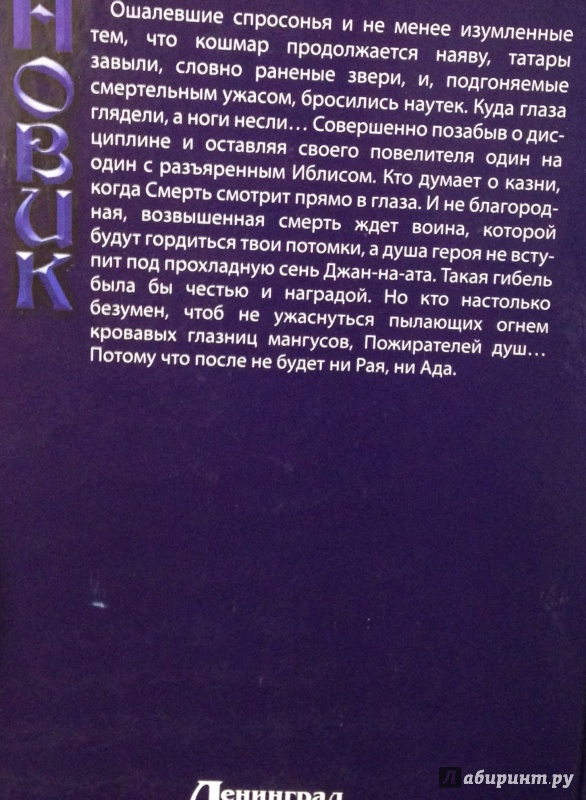 НОВИК
Ошалевшие спросонья и не менее изумленные
тем, что кошмар продолжается наяву, татары
завыли, словно раненые звери, и, подгоняемые
смертельным ужасом, бросились наутек. Куда глаза
глядели, а ноги несли... Совершенно позабыв о дис-
циплине и оставляя своего повелителя один на
один с разъяренным Иблисом. Кто думает о казни,
когда Смерть смотрит прямо в глаза. И не благород-
ная, возвышенная смерть ждет воина, которой
будут гордиться твои потомки, а душа героя не всту-
пит под прохладную сень Джан-на-ата. Такая гибель
была бы честью и наградой. Но кто настолько
безумен, чтоб не ужаснуться пылающих огнем
кровавых глазниц мангусов, Пожирателей душ...
Потому что после не будет ни Рая, ни Ада.
Ленинград
Лабиринт.ру